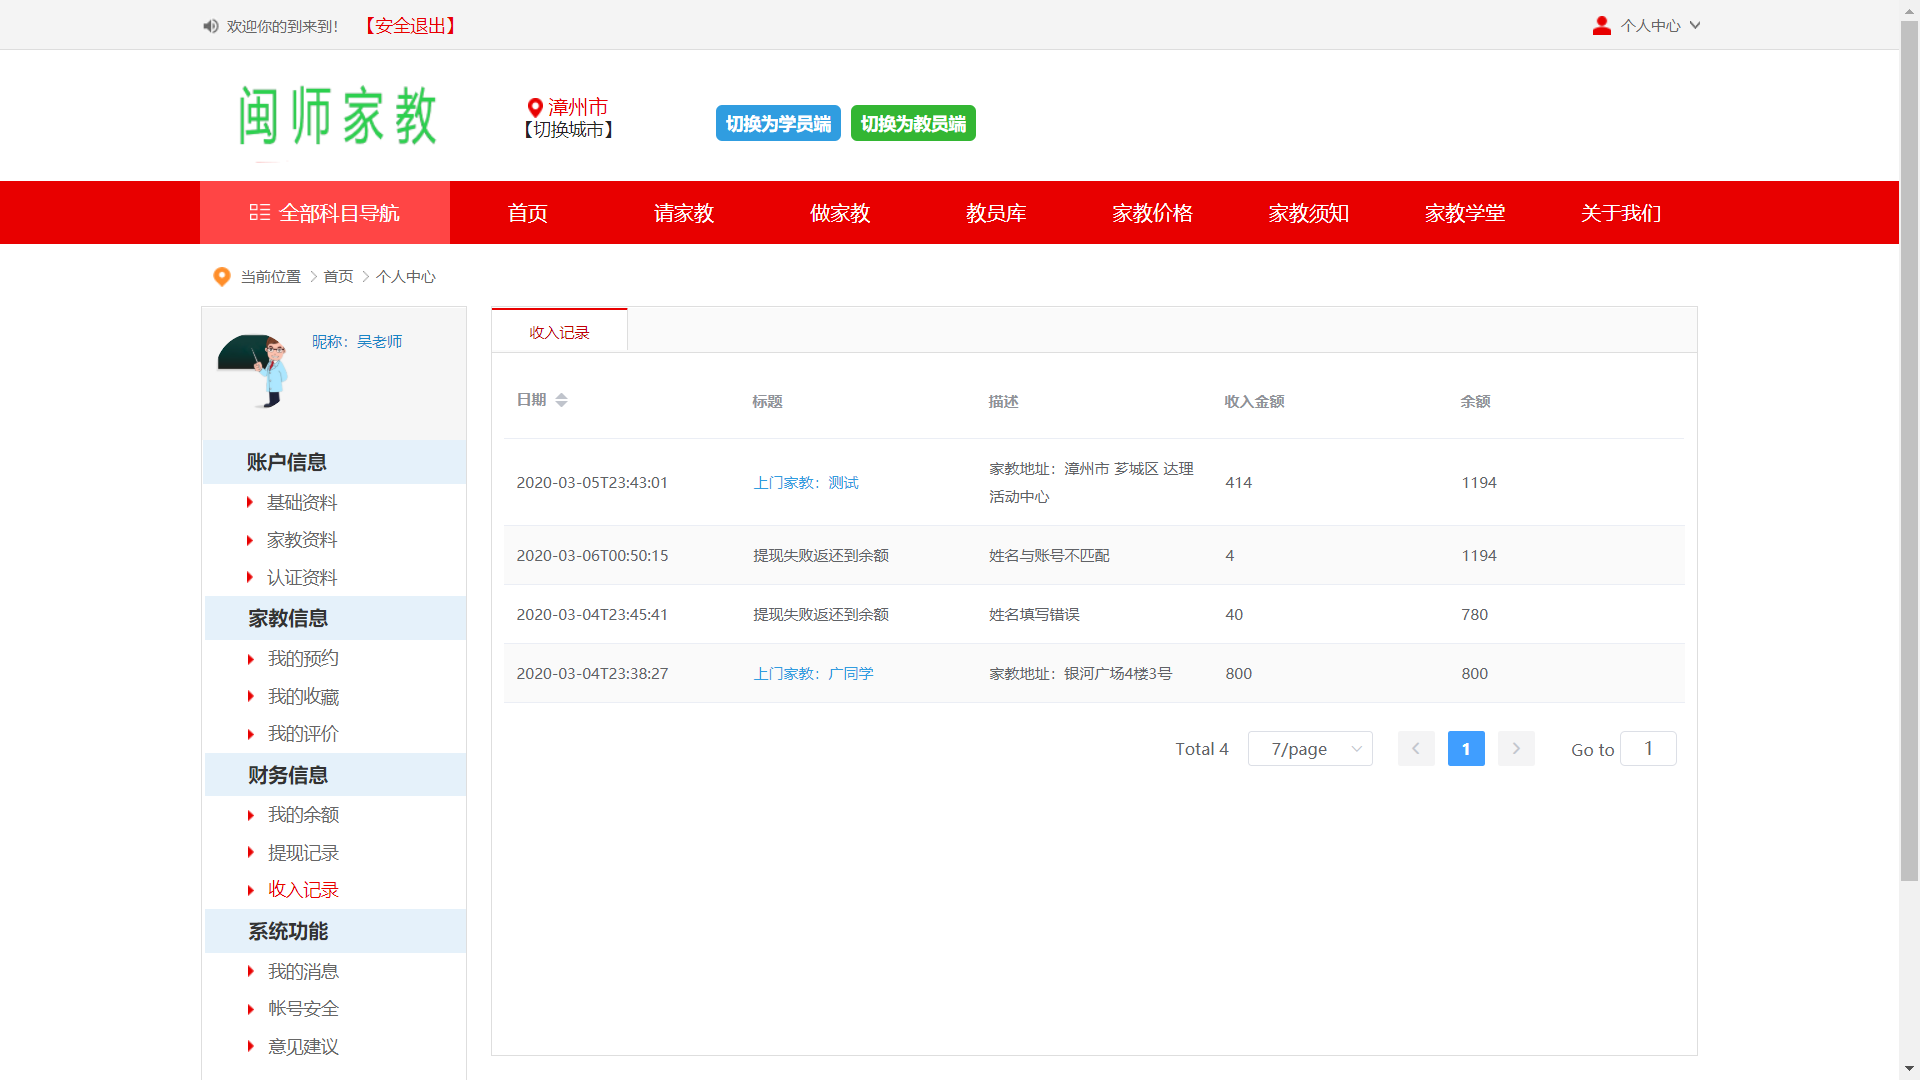 欢迎你的到来到!
【安全退出】
个人中心
闽师家教
漳州市
【切换城市】
切换为学员端
切换为教员端
全部科目导航
首页
请家教
做家教
教员库
家教价格
家教须知
家教学堂
关于我们
当前位置
首页
个人中心
昵称：吴老师
账户信息
基础资料
家教资料
认证资料
家教信息
我的预约
我的收藏
我的评价
财务信息
我的余额
提现记录
收入记录
系统功能
我的消息
帐号安全
意见建议
收入记录
日期 标题 描述 收入金额 余额
2020-03-05T23:43:01 上门家教：测试 家教地址：漳州市 芗城区 达理 414 1194
活动中心
2020-03-06T00:50:15 提现失败返还到余额 姓名与账号不匹配 4 1194
2020-03-04T23:45:41 提现失败返还到余额 姓名填写错误 40 780
2020-03-04T23:38:27 上门家教：广同学 家教地址：银河广场4楼3号 800 800
Total 4 7/page 1 Go to 1